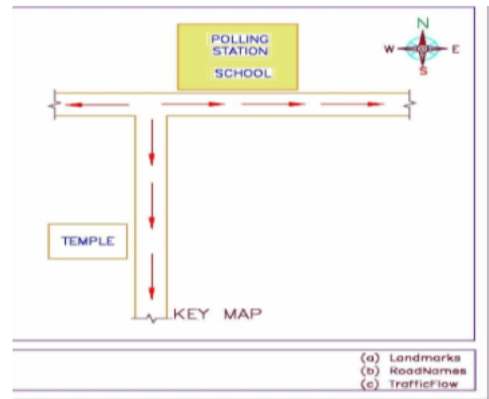 POLLING
STATION
SCHOOL
N
W
E
S
TEMPLE
KEY MAP
(a) Landmarks
(b) RoadNames
(c) TrafficFlow